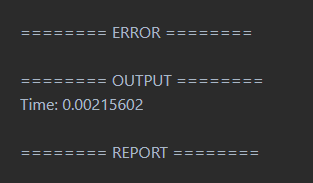 ======== ERROR ========
======== OUTPUT ========
Time: 0.00215602
======== REPORT ========